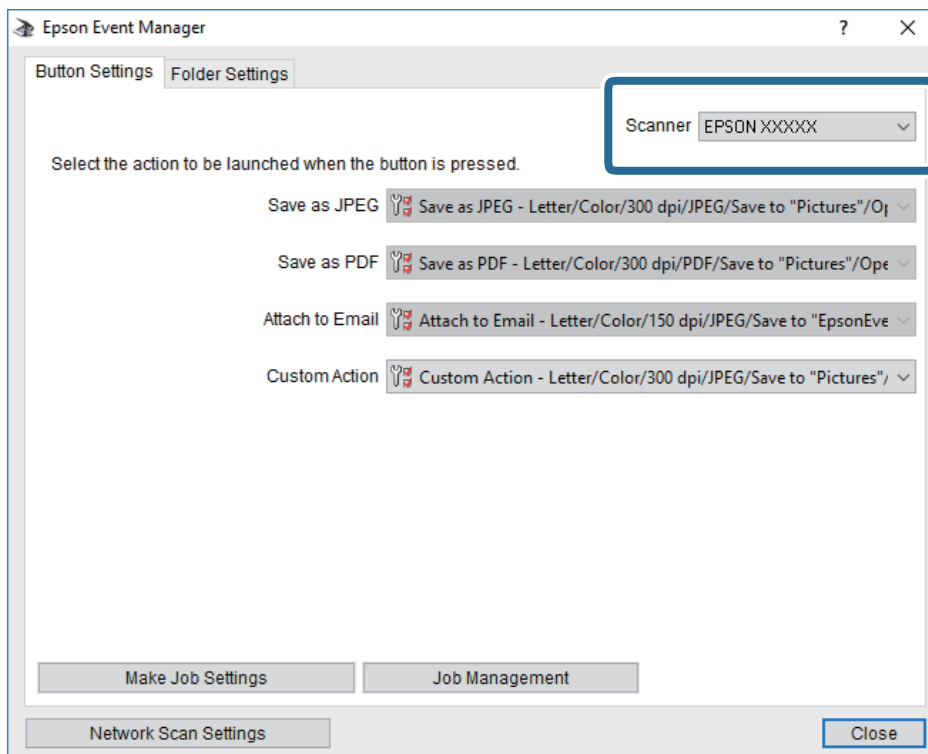 Epson Event Manager
Button Settings Folder Settings
Scanner EPSON XXXXX
Select the action to be launched when the button is pressed.
Save as JPEG Save as JPEG - Letter/Color/300 dpi/JPEG/Save to "Pictures"/Op
Save as PDF Save as PDF - Letter/Color/300 dpi/PDF/Save to "Pictures"/Ope
Attach to Email Attach to Email - Letter/Color/150 dpi/JPEG/Save to "EpsonEve
Custom Action Custom Action - Letter/Color/300 dpi/JPEG/Save to "Pictures"/
Make Job Settings Job Management
Network Scan Settings Close